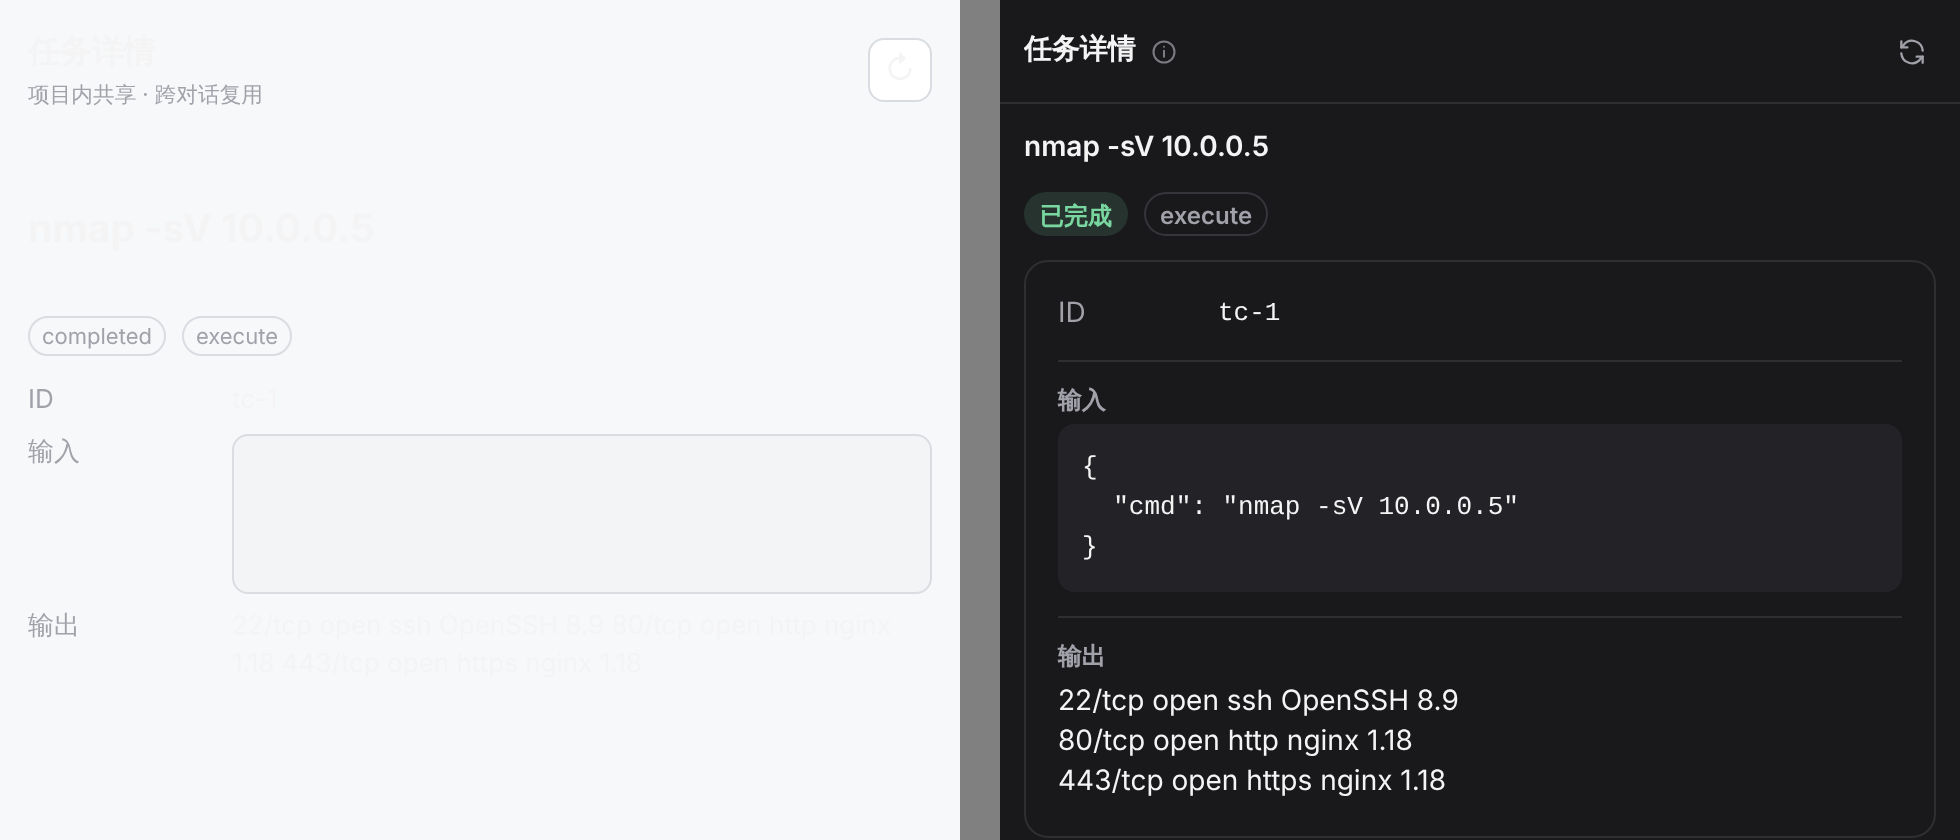 任务详情
项目内共享 · 跨对话复用
nmap -sV 10.0.0.5
completed
execute
ID
tc-1
输入
输出
22/tcp open ssh OpenSSH 8.9 80/tcp open http nginx
1.18 443/tcp open https nginx 1.18
任务详情
nmap -sV 10.0.0.5
已完成
execute
ID
tc-1
输入
{
"cmd": "nmap -sV 10.0.0.5"
}
输出
22/tcp open ssh OpenSSH 8.9
80/tcp open http nginx 1.18
443/tcp open https nginx 1.18